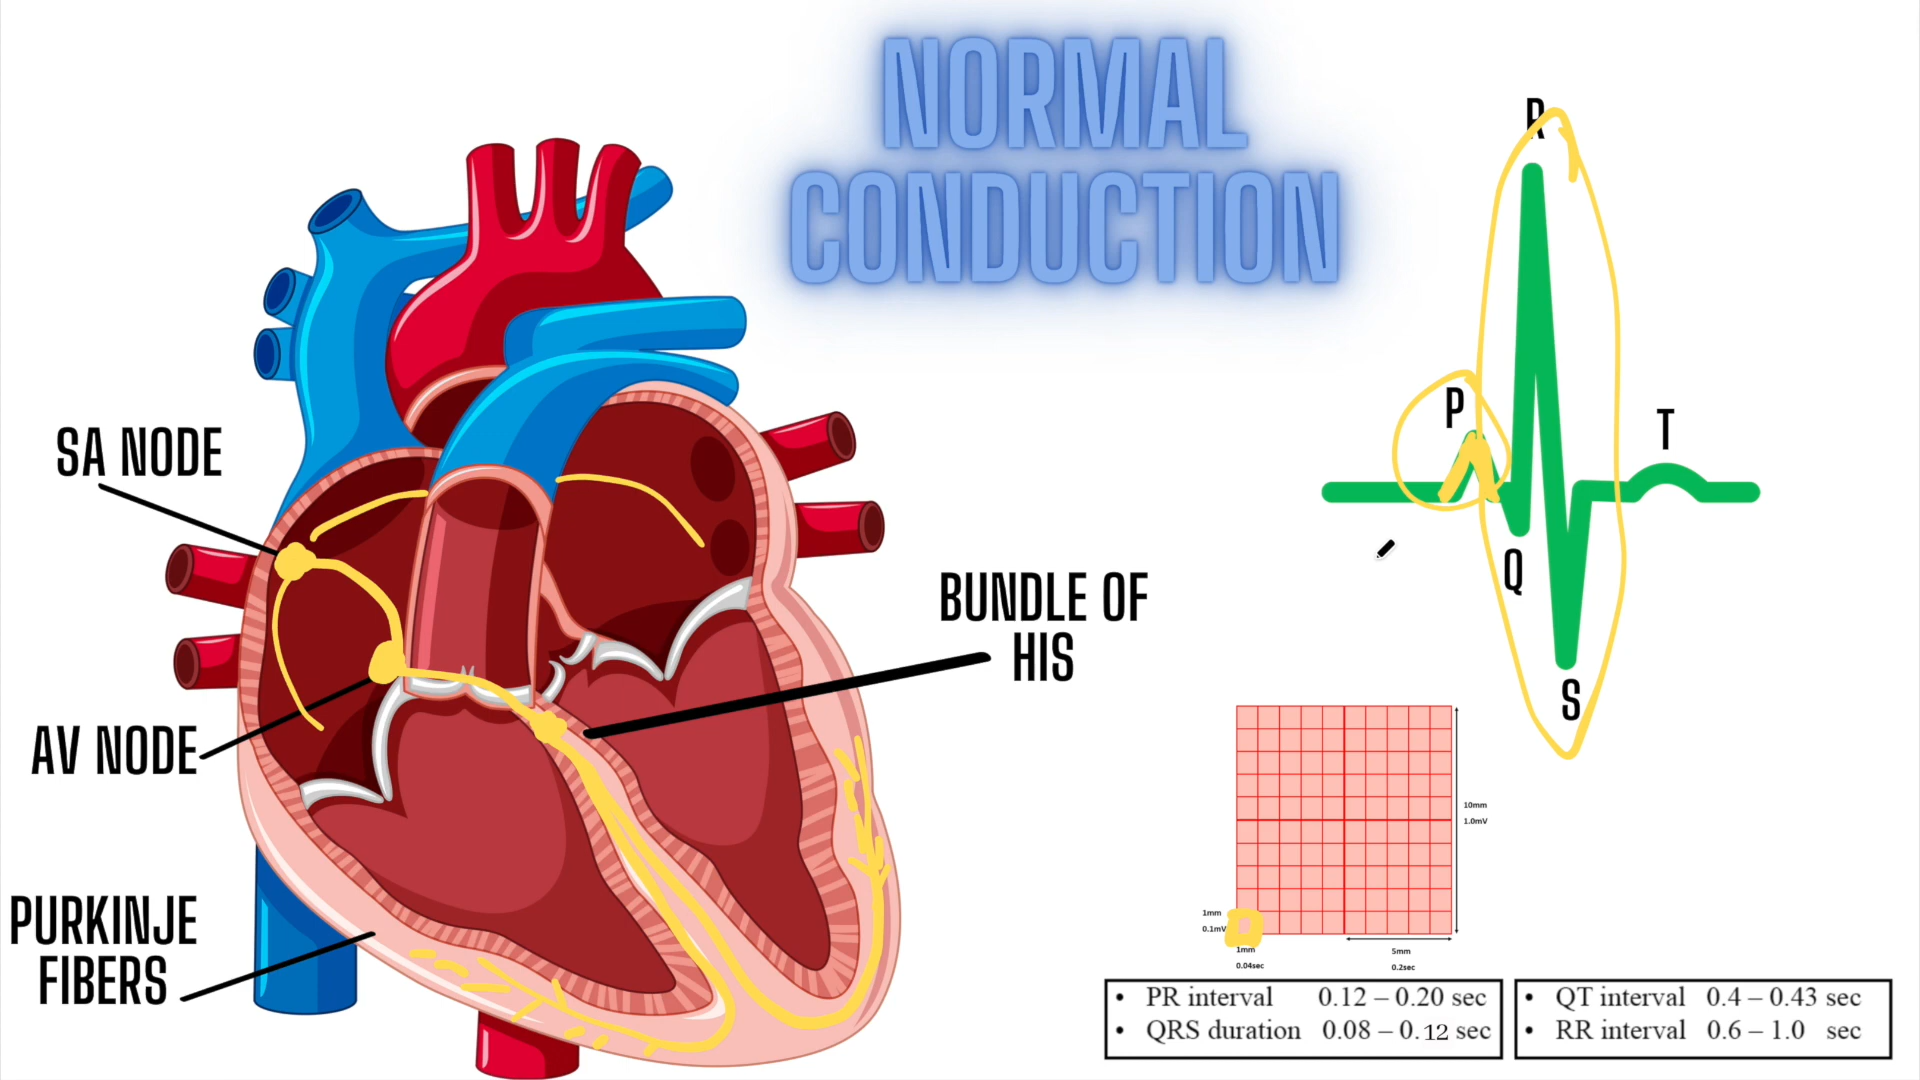 NORMAL
CONDUCTION
SA NODE
AV NODE
PURKINJE
FIBERS
BUNDLE OF
HIS
R
P
T
Q
S
10mm
1.0mV
1mm
0.1mV
1mm
0.04sec
5mm
0.2sec
• PR interval 0.12 – 0.20 sec
• QRS duration 0.08 – 0.12 sec
• QT interval 0.4 – 0.43 sec
• RR interval 0.6 – 1.0 sec